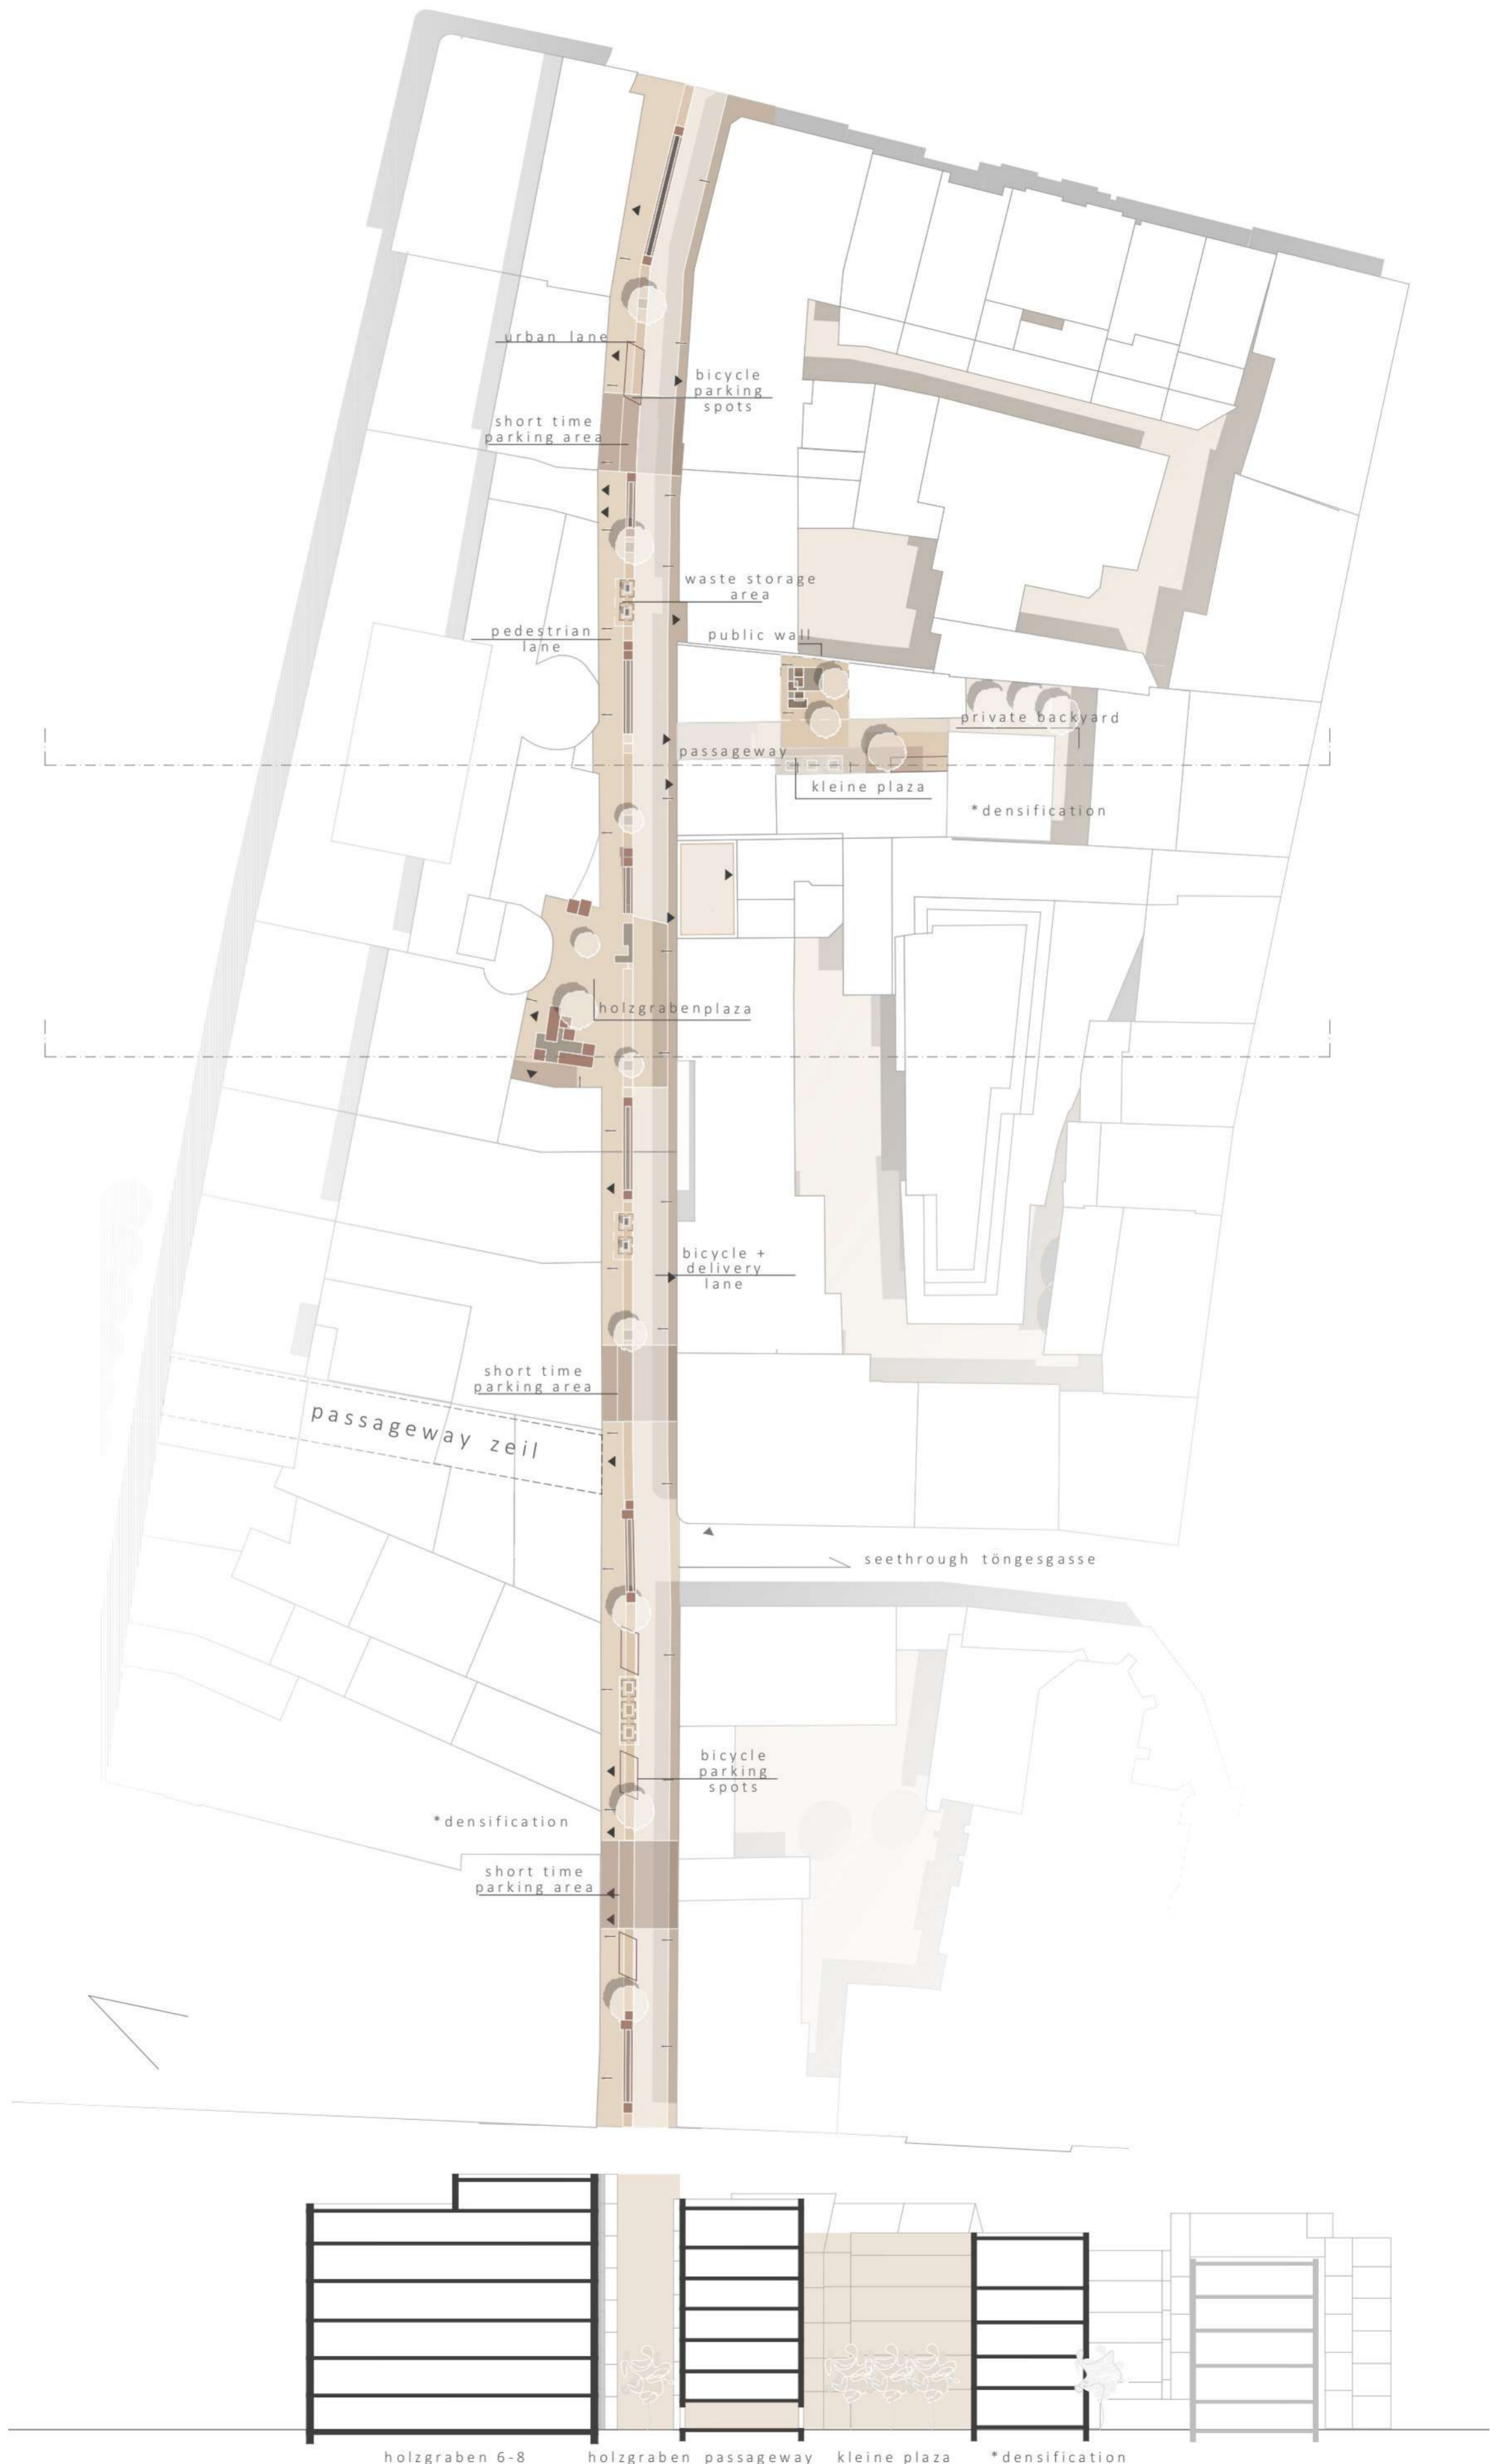 urban lane
bicycle
parking
spots
short time
parking area
waste storage
area
pedestrian
lane
public wall
private backyard
passageway
kleine plaza
*densification
holzgrabenplaza
bicycle +
delivery
lane
short time
parking area
passageway zeil
seethrough töngesgasse
bicycle
parking
spots
*densification
short time
parking area
holzgraben 6-8
holzgraben
passageway
kleine plaza
*densification